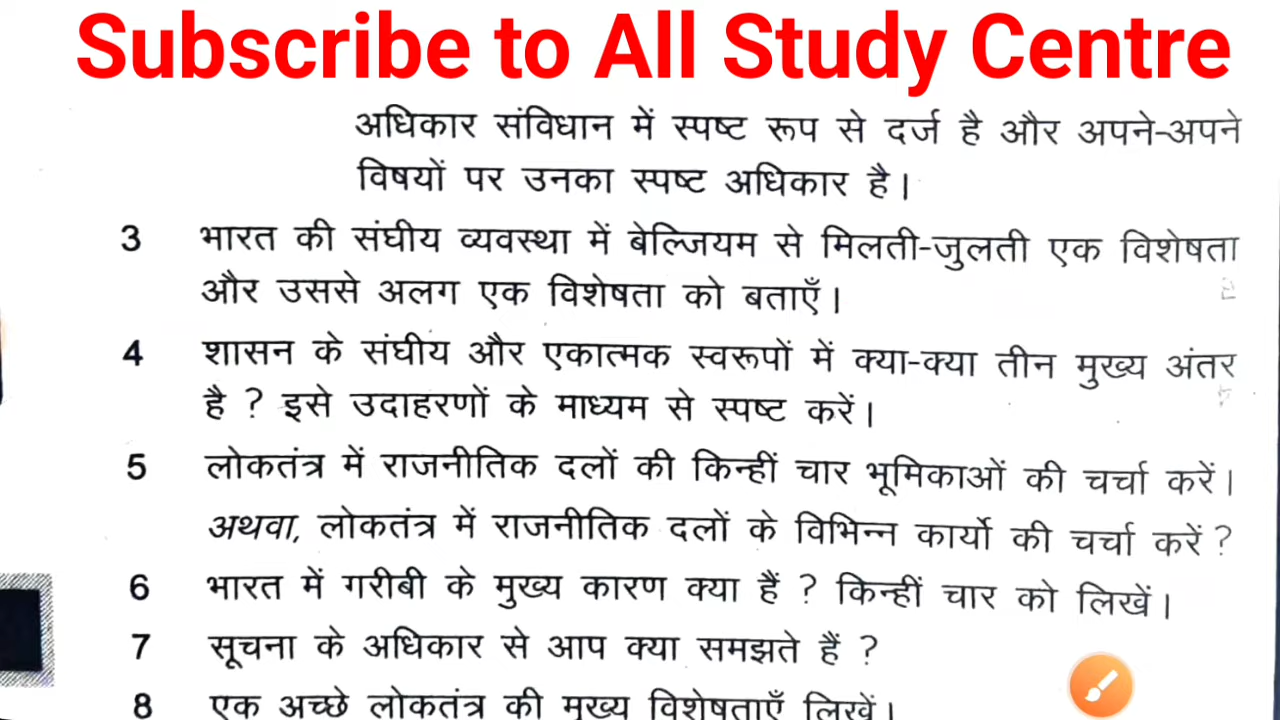 Subscribe to All Study Centre
अधिकार संविधान में स्पष्ट रूप से दर्ज है और अपने-अपने
विषयों पर उनका स्पष्ट अधिकार है।
3 भारत की संघीय व्यवस्था में बेल्जियम से मिलती-जुलती एक विशेषता
और उससे अलग एक विशेषता को बताएँ।
4 शासन के संघीय और एकात्मक स्वरूपों में क्या-क्या तीन मुख्य अंतर
है ? इसे उदाहरणों के माध्यम से स्पष्ट करें।
5 लोकतंत्र में राजनीतिक दलों की किन्हीं चार भूमिकाओं की चर्चा करें।
अथवा, लोकतंत्र में राजनीतिक दलों के विभिन्न कार्यो की चर्चा करें ?
6 भारत में गरीबी के मुख्य कारण क्या हैं ? किन्हीं चार को लिखें।
7 सूचना के अधिकार से आप क्या समझते हैं ?
8 एक अच्छे लोकतंत्र की मुख्य विशेषताएँ लिखें।